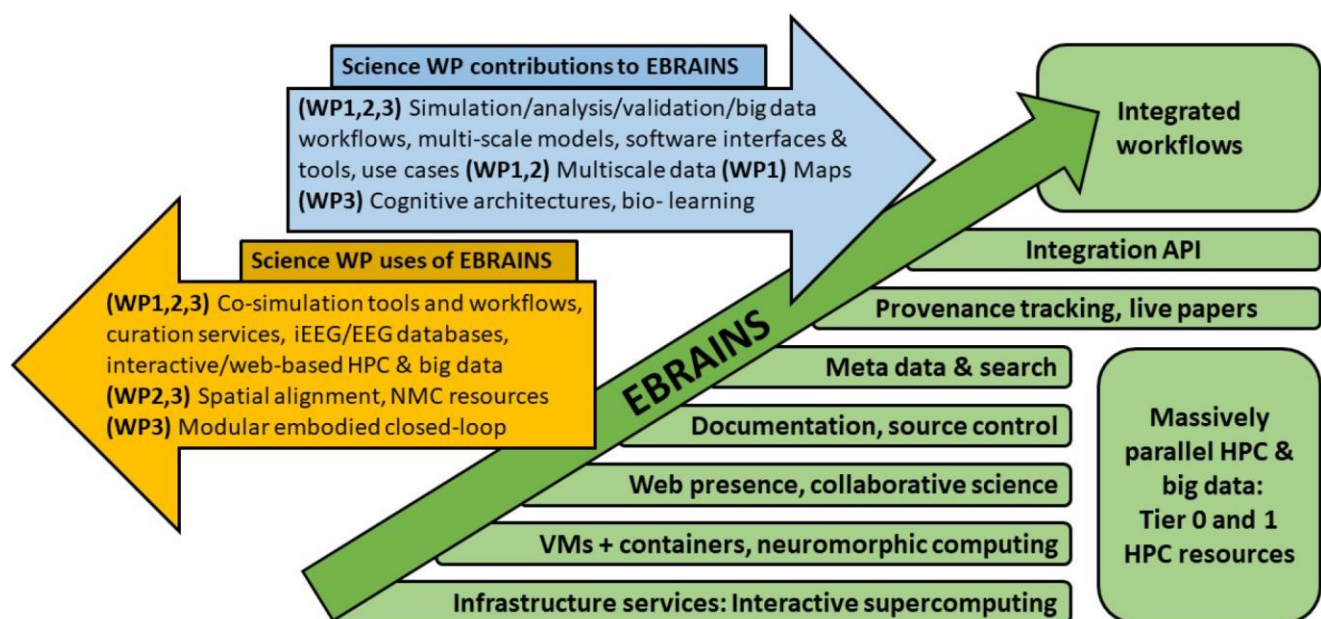 Science WP contributions to EBRAINS
(WP1,2,3) Simulation/analysis/validation/big data
workflows, multi-scale models, software interfaces &
tools, use cases (WP1,2) Multiscale data (WP1) Maps
(WP3) Cognitive architectures, bio- learning
Science WP uses of EBRAINS
(WP1,2,3) Co-simulation tools and workflows,
curation services, iEEG/EEG databases,
interactive/web-based HPC & big data
(WP2,3) Spatial alignment, NMC resources
(WP3) Modular embodied closed-loop
EBRAINS
Integrated
workflows
Integration API
Provenance tracking, live papers
Meta data & search
Documentation, source control
Web presence, collaborative science
VMs + containers, neuromorphic computing
Infrastructure services: Interactive supercomputing
Massively
parallel HPC &
big data:
Tier 0 and 1
HPC resources